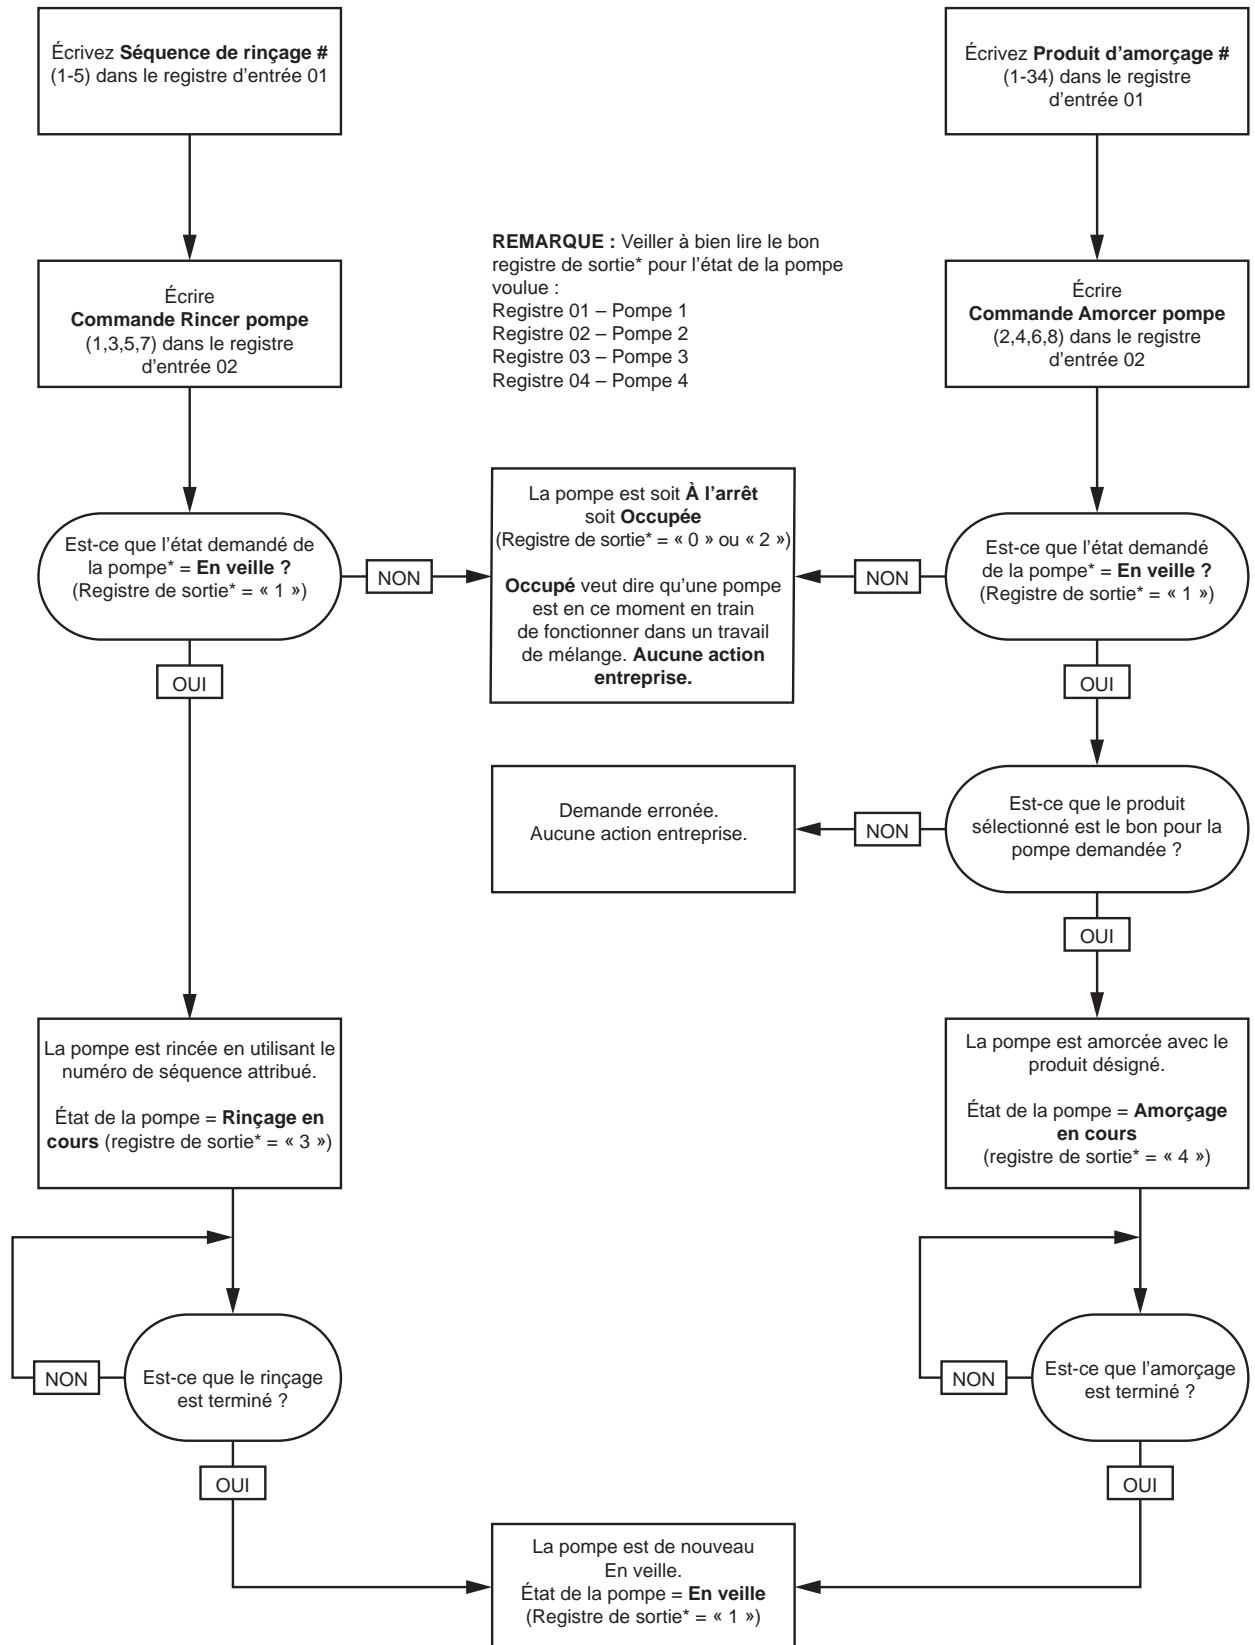 Écrivez Séquence de rinçage #
(1-5) dans le registre d'entrée 01
Écrivez Produit d'amorçage #
(1-34) dans le registre
d'entrée 01
REMARQUE : Veiller à bien lire le bon
registre de sortie* pour l'état de la pompe
voulue :
Registre 01 – Pompe 1
Registre 02 – Pompe 2
Registre 03 – Pompe 3
Registre 04 – Pompe 4
Écrire
Commande Rincer pompe
(1,3,5,7) dans le registre
d'entrée 02
Écrire
Commande Amorcer pompe
(2,4,6,8) dans le registre
d'entrée 02
Est-ce que l'état demandé de
la pompe* = En veille ?
(Registre de sortie* = « 1 »)
NON
La pompe est soit À l'arrêt
soit Occupée
(Registre de sortie* = « 0 » ou « 2 »)
Occupé veut dire qu'une pompe
est en ce moment en train
de fonctionner dans un travail
de mélange. Aucune action
entreprise.
NON
Est-ce que l'état demandé
de la pompe* = En veille ?
(Registre de sortie* = « 1 »)
OUI
OUI
Demande erronée.
Aucune action entreprise.
NON
Est-ce que le produit
sélectionné est le bon pour la
pompe demandée ?
OUI
La pompe est rincée en utilisant le
numéro de séquence attribué.
État de la pompe = Rinçage en
cours (registre de sortie* = « 3 »)
La pompe est amorcée avec le
produit désigné.
État de la pompe = Amorçage
en cours
(registre de sortie* = « 4 »)
NON
Est-ce que le rinçage
est terminé ?
NON
Est-ce que l'amorçage
est terminé ?
OUI
OUI
La pompe est de nouveau
En veille.
État de la pompe = En veille
(Registre de sortie* = « 1 »)